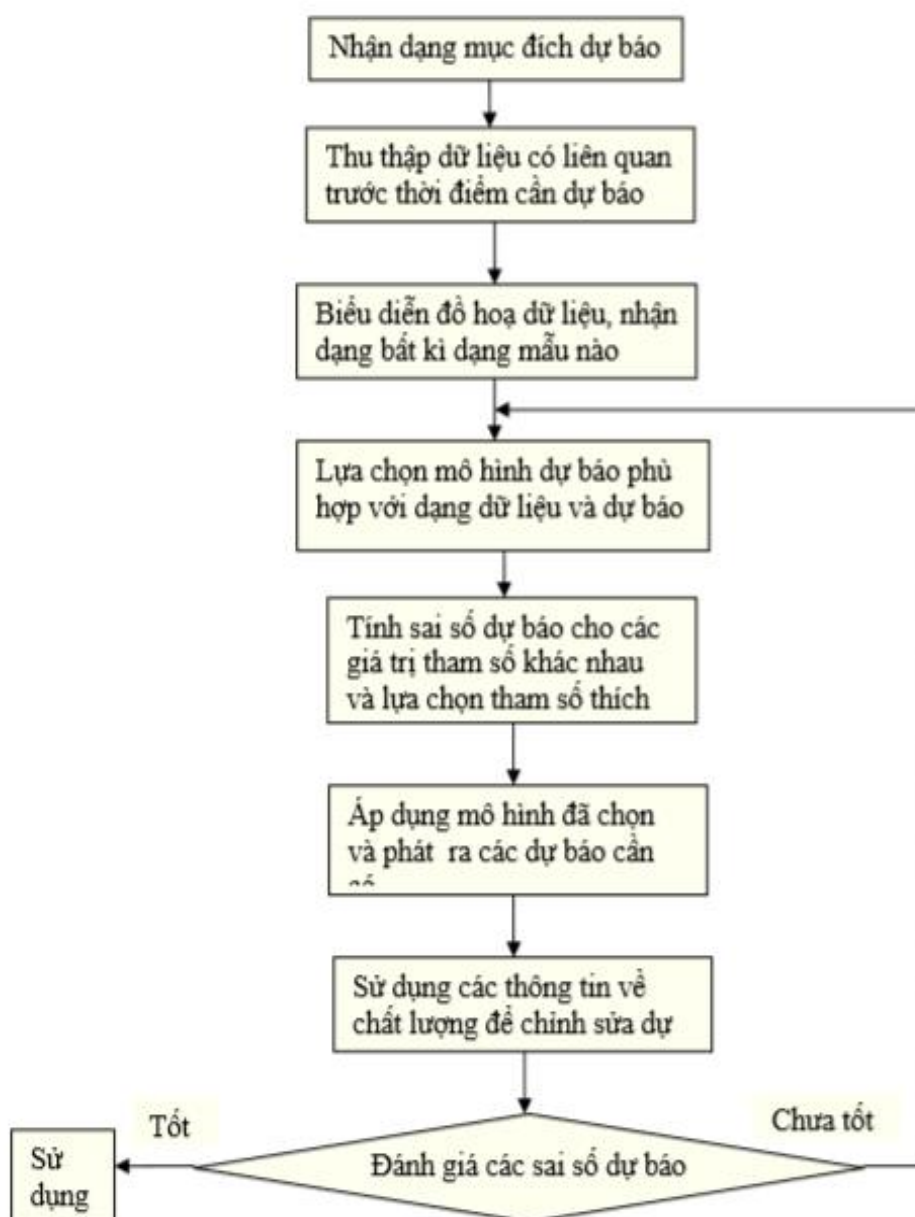 Nhận dạng mục đích dự báo
Thu thập dữ liệu có liên quan
trước thời điểm cần dự báo
Biểu diễn đồ hoạ dữ liệu, nhận
dạng bất kì dạng mẫu nào
Lựa chọn mô hình dự báo phù
hợp với dạng dữ liệu và dự báo
Tính sai số dự báo cho các
giá trị tham số khác nhau
và lựa chọn tham số thích
Áp dụng mô hình đã chọn
và phát ra các dự báo cần
Sử dụng các thông tin về
chất lượng để chỉnh sửa dự
Tốt
Chưa tốt
Đánh giá các sai số dự báo
Sử
dụng